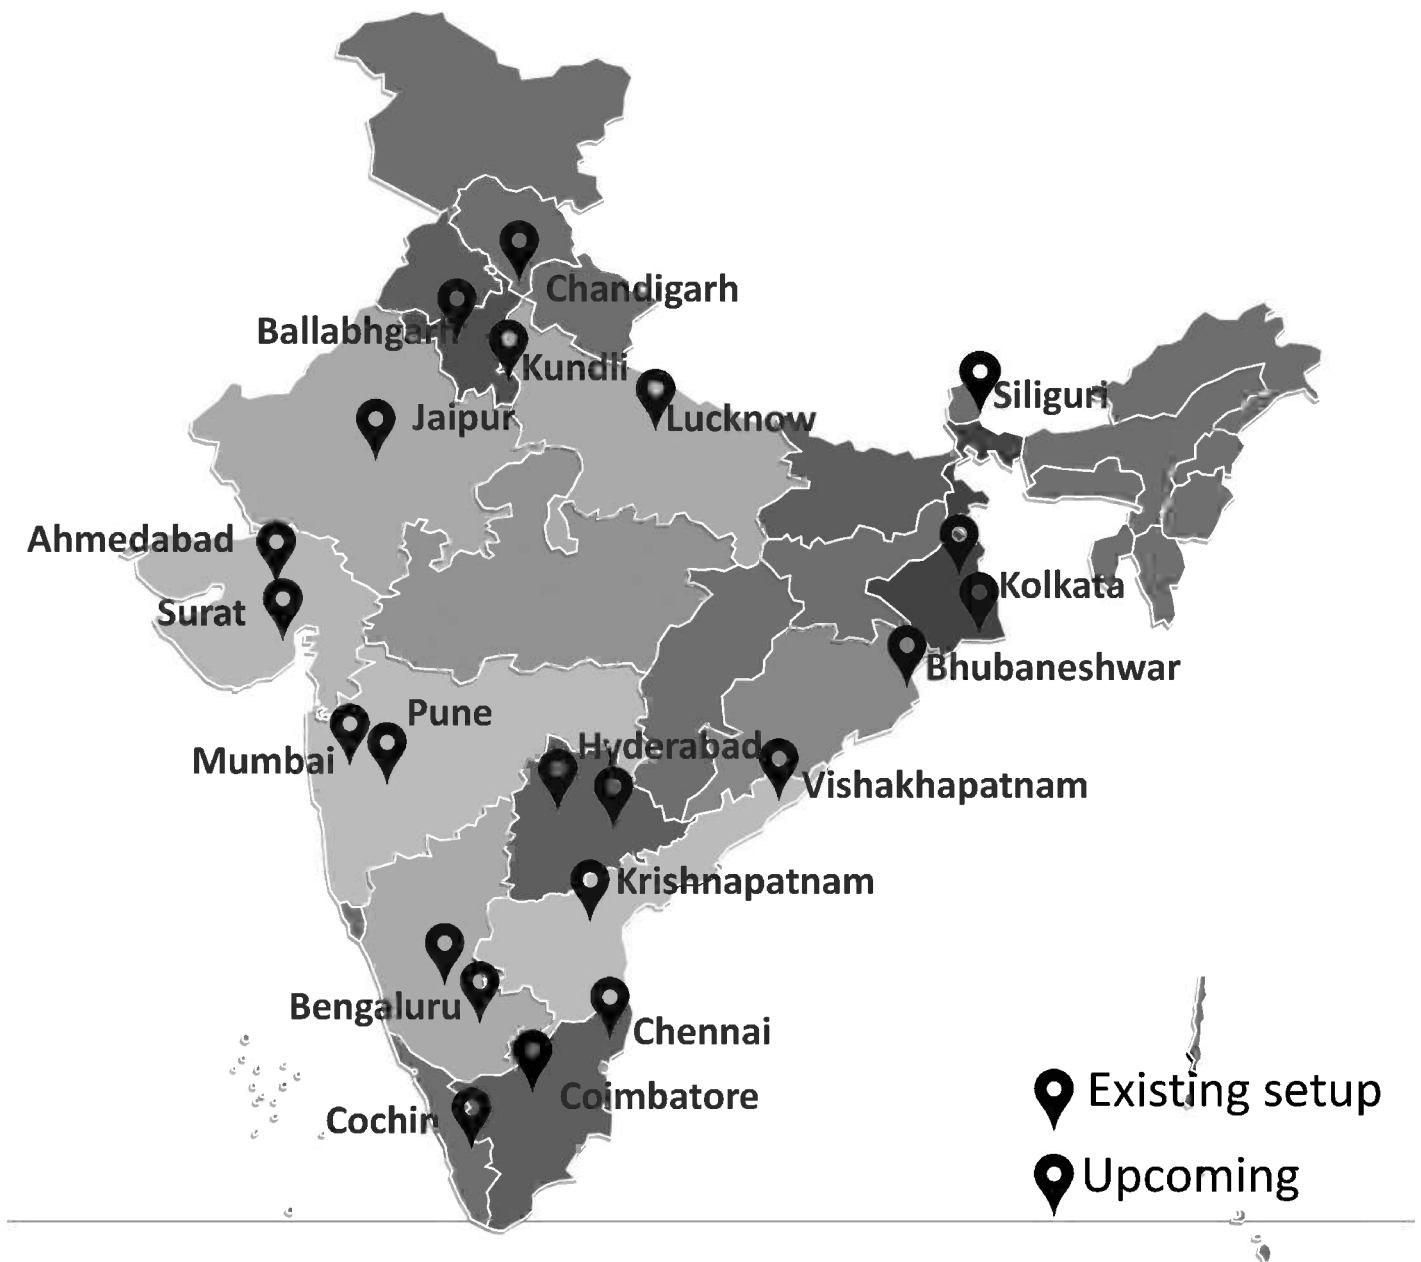 Chandigarh
Ballabhgarh
Kundli
Siliguri
Jaipur
Lucknow
Ahmedabad
Kolkata
Surat
Bhubaneshwar
Pune
Hyderabad
Mumbai
Vishakhapatnam
Krishnapatnam
Bengaluru
Chennai
Existing setup
Coimbatore
Cochin
Upcoming